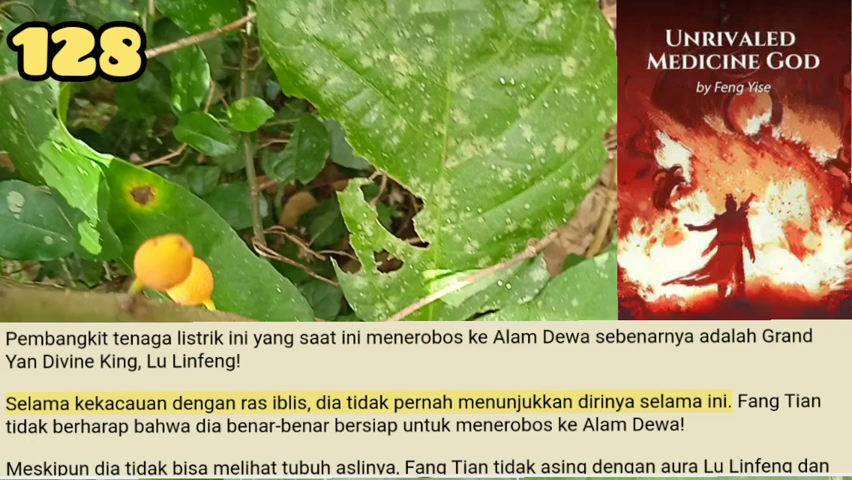 128
UNRIVALED
MEDICINE GOD
by Feng Yise
Pembangkit tenaga listrik ini yang saat ini menerobos ke Alam Dewa sebenarnya adalah Grand
Yan Divine King, Lu Linfeng!
Selama kekacauan dengan ras iblis, dia tidak pernah menunjukkan dirinya selama ini. Fang Tian
tidak berharap bahwa dia benar-benar bersiap untuk menerobos ke Alam Dewa!
Meskipun dia tidak bisa melihat tubuh aslinya, Fang Tian tidak asing dengan aura Lu Linfeng dan